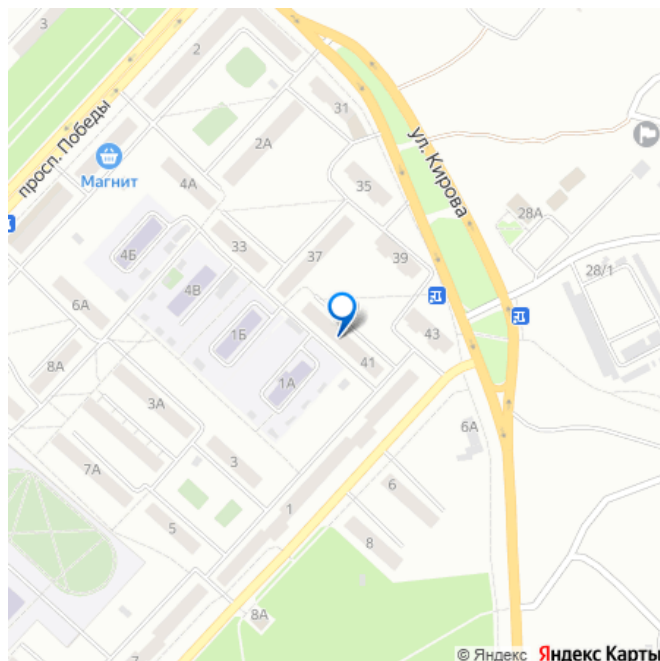 3
2
31
просп. Победы
2А
ул. Кирова
Магнит
4А
35
28А
33
37
39
4Б
28/1
4В
6А
1Б
43
41
8А
1А
3А
6А
7А
3
6
1
5
8
8А
7
© Яндекс Яндекс Карты